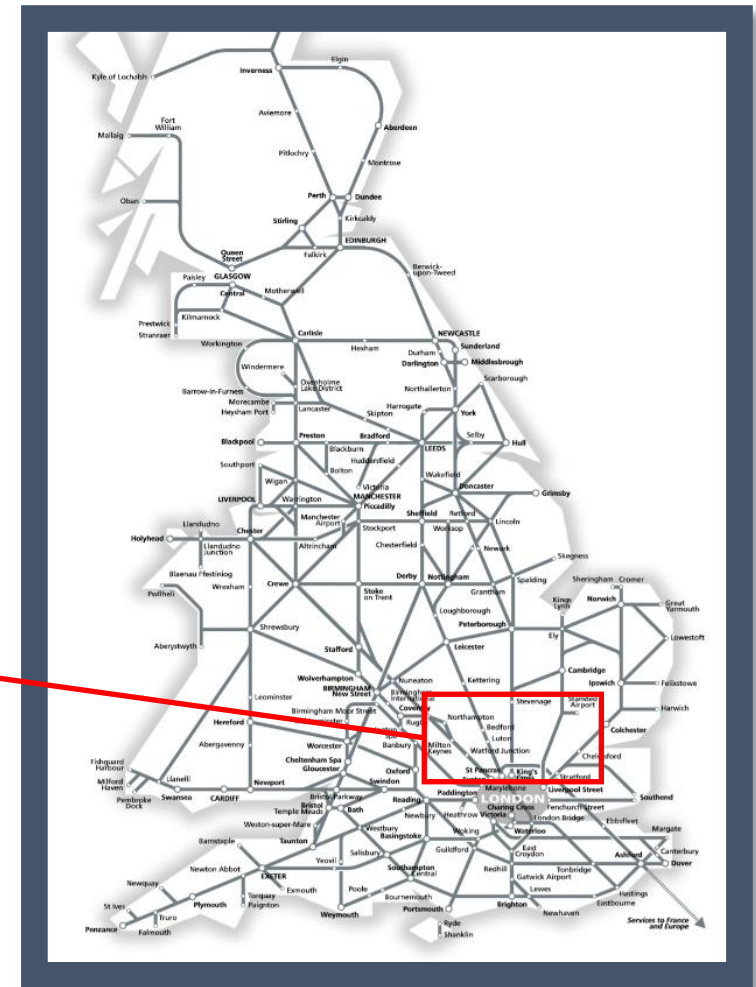 Elgin
Kyle of Lochalsh
Inverness
Aviemore
Fort
William
Mallaig
Aberdeen
Pitlochry
Montrose
Perth
Dundee
Oban
Stirling
Kirkcaldy
EDINBURGH
Queen
Street
Falkirk
Berwick-
upon-Tweed
Paisley
GLASGOW
Central
Motherwell
Kilmarnock
Prestwick
Stranraer
Carlisle
NEWCASTLE
Workington
Hexham
Sunderland
Durham
Darlington
Middlesbrough
Windermere
Scarborough
Oxenholme
Lake District
Northallerton
Barrow-in-Furness
Morecambe
Heysham Port
Lancaster
Harrogate
York
Skipton
Blackpool
Preston
Bradford
Selby
Hull
Blackburn
LEEDS
Huddersfield
Southport
Bolton
Wakefield
Wigan
Victoria
Doncaster
Grimsby
MANCHESTER
Piccadilly
LIVERPOOL
Warrington
Manchester
Airport
Sheffield
Retford
Lincoln
Llandudno
Stockport
Worksop
Holyhead
Chester
Llandudno
Junction
Altrincham
Chesterfield
Newark
Skegness
Blaenau Ffestiniog
Derby
Nottingham
Sheringham
Cromer
Pwllheli
Wrexham
Crewe
Stoke
on Trent
Grantham
Spalding
Kings
Lynn
Norwich
Great
Yarmouth
Loughborough
Peterborough
Ely
Lowestoft
Aberystwyth
Shrewsbury
Stafford
Leicester
Wolverhampton
Cambridge
BIRMINGHAM
New Street
Nuneaton
Kettering
Ipswich
Felixstowe
Birmingham
International
Leominster
Stevenage
Stansted
Airport
Harwich
Birmingham Moor Street
Coventry
Northampton
Hereford
Bedford
Colchester
Worcester
Banbury
Milton
Keynes
Luton
Abergavenny
Watford Junction
Chelmsford
Cheltenham Spa
Gloucester
Fishguard
Harbour
Oxford
St Pancras
King's
Stratford
Milford
Haven
Llanelli
Newport
Swindon
Marylebone
Liverpool Street
Pembroke
Dock
Swansea
CARDIFF
Bristol Parkway
Reading
Paddington
LONDON
Southend
Bristol
Temple Meads
Bath
Charing Cross
Fenchurch Street
Newbury
Heathrow
Victoria
London Bridge
Ebbsfleet
Weston-super-Mare
Westbury
Waterloo
Margate
Barnstaple
Taunton
Basingstoke
Woking
Guildford
East
Croydon
Canterbury
Yeovil
Salisbury
Ashford
Dover
Newton Abbot
EXETER
Southampton
Central
Redhill
Tonbridge
Gatwick Airport
Newquay
Exmouth
Poole
Lewes
Hastings
St Ives
Plymouth
Torquay
Paignton
Bournemouth
Eastbourne
Truro
Weymouth
Portsmouth
Brighton
Newhaven
Penzance
Falmouth
Ryde
Shanklin
Services to France
and Europe